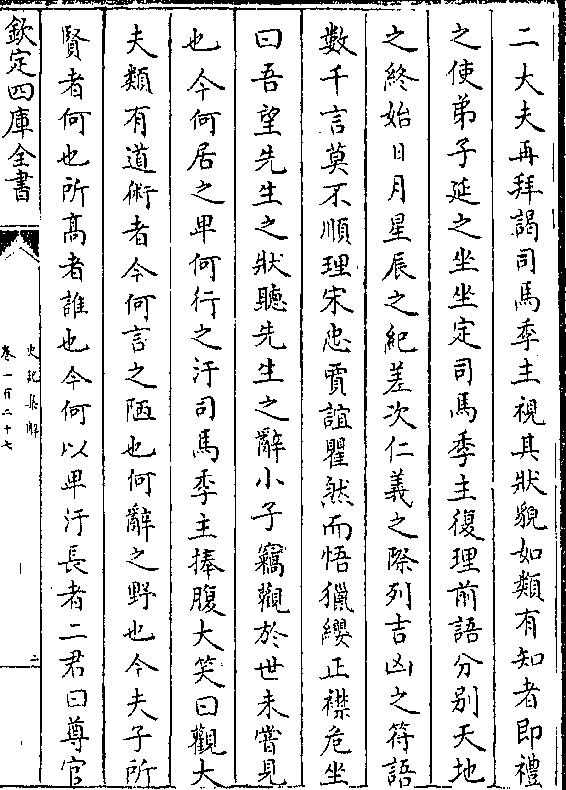 二大夫再拜謁司馬季主視其狀貌如類有知者即禮
之使弟子延之坐坐定司馬季主復理前語分别天地
之終始日月星辰之紀差次仁義之際列吉凶之符語
數千言莫不順理宋忠賈誼瞿然而悟獵纓正襟危坐
曰吾望先生之狀聽先生之辭小子竊觀於世未嘗見
也今何居之卑何行之汙司馬季主捧腹大笑曰觀大
夫類有道術者今何言之陋也何辭之野也今夫子所
賢者何也所髙者誰也今何以卑汙長者二君曰尊官
欽定四庫全書
史記集解
卷一百二十七
二